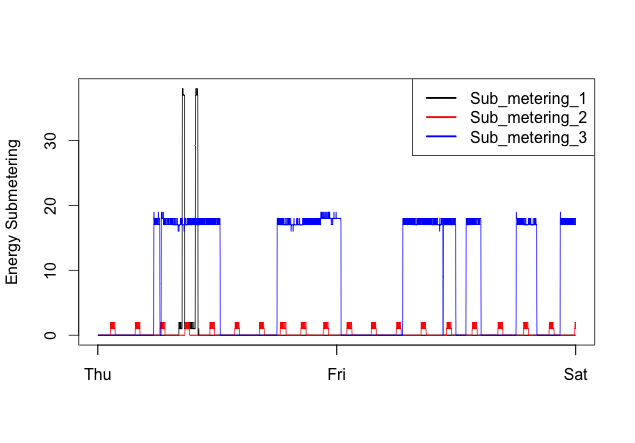 Sub_metering_1
Sub_metering_2
Sub_metering_3
Energy Submetering
30
20
10
0
Thu
Fri
Sat